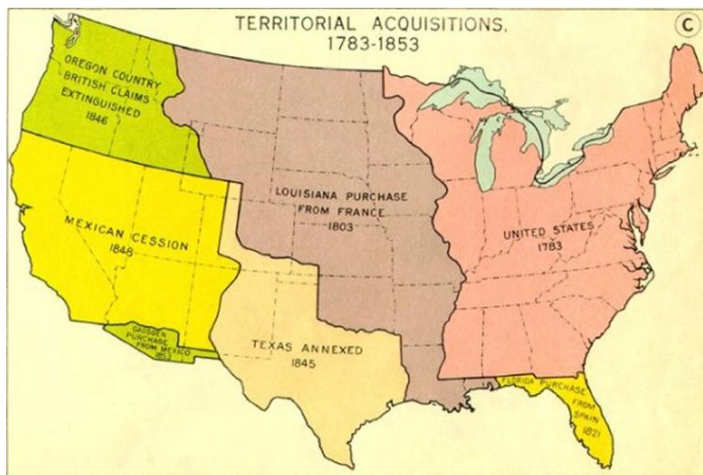 TERRITORIAL ACQUISITIONS,
1783-1853
C
OREGON COUNTRY
BRITISH CLAIMS
EXTINGUISHED
1846
LOUISIANA PURCHASE
FROM FRANCE
1803
UNITED STATES
1783
MEXICAN CESSION
1848
GADSDEN
PURCHASE
FROM MEXICO
1853
TEXAS ANNEXED
1845
FLORIDA PURCHASE
FROM
SPAIN
1821